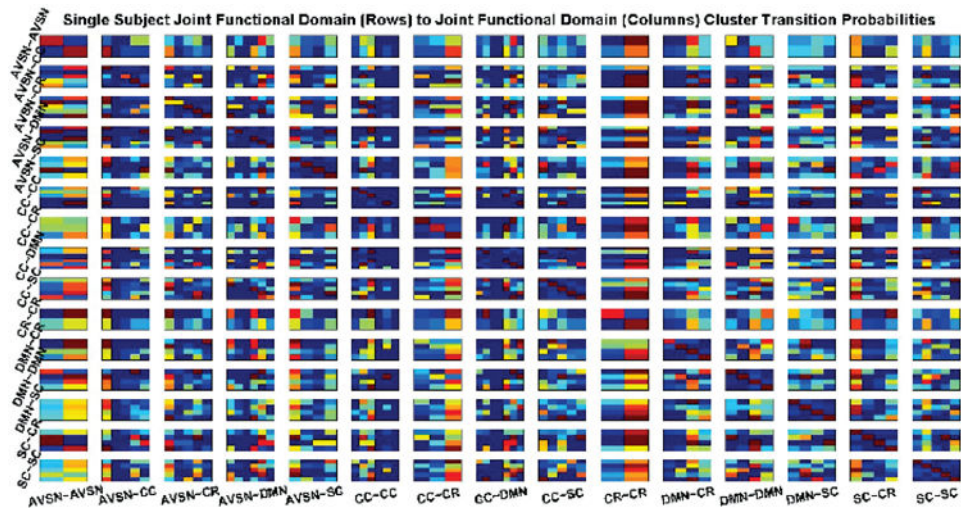 Single Subject Joint Functional Domain (Rows) to Joint Functional Domain (Columns) Cluster Transition Probabilities
AVSN-AVSN
AVSN-CC
AVSN-CR
AVSN-DMN
AVSN-SC
CC-CC
CC-CR
CC-DMN
CC-SC
CR-CR
DMN-CR
DMN-DMN
DMN-SC
SC-CR
SC-SC
AVSN-AVSN AVSN-CC AVSN-CR AVSN-DMN AVSN-SC CC-CC CC-CR CC-DMN CC-SC CR-CR DMN-CR DMN-DMN DMN-SC SC-CR SC-SC